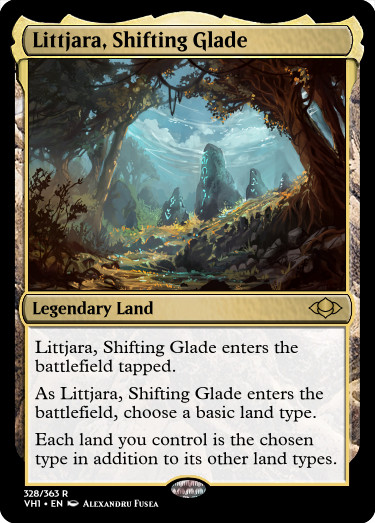 Littjara, Shifting Glade
Legendary Land
Littjara, Shifting Glade enters the
battlefield tapped.
As Littjara, Shifting Glade enters the
battlefield, choose a basic land type.
Each land you control is the chosen
type in addition to its other land types.
328/363 R
VH1 • EN Alexandru Fusea